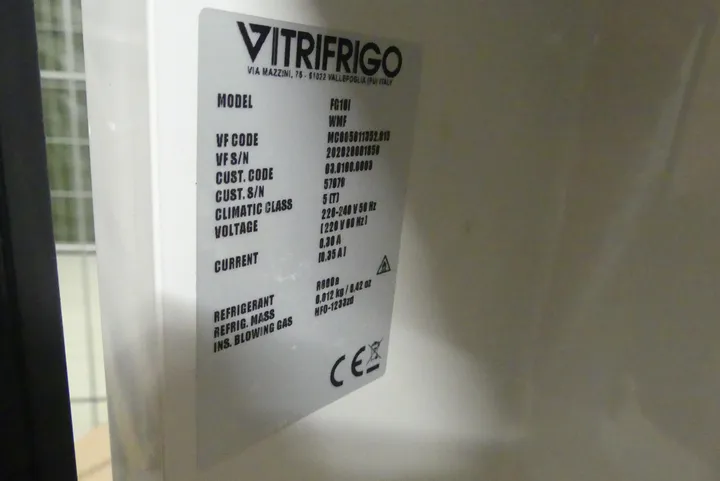 VITRIFRIGO
VIA MAZZINI, 75 - 61022 VALLEFOGLIA (PU) ITALY
MODEL FG10I
WMF
VF CODE
VF S/N
CUST. CODE
CUST. S/N 57070
CLIMATIC CLASS 5 (T)
VOLTAGE 220-240 V 50 Hz
[220 V 60 Hz]
CURRENT 0.30 A
[0.35 A]
REFRIGERANT R600a
REFRIG. MASS 0.012 kg / 0.42 oz
INS. BLOWING GAS HFO-1233zd
CE